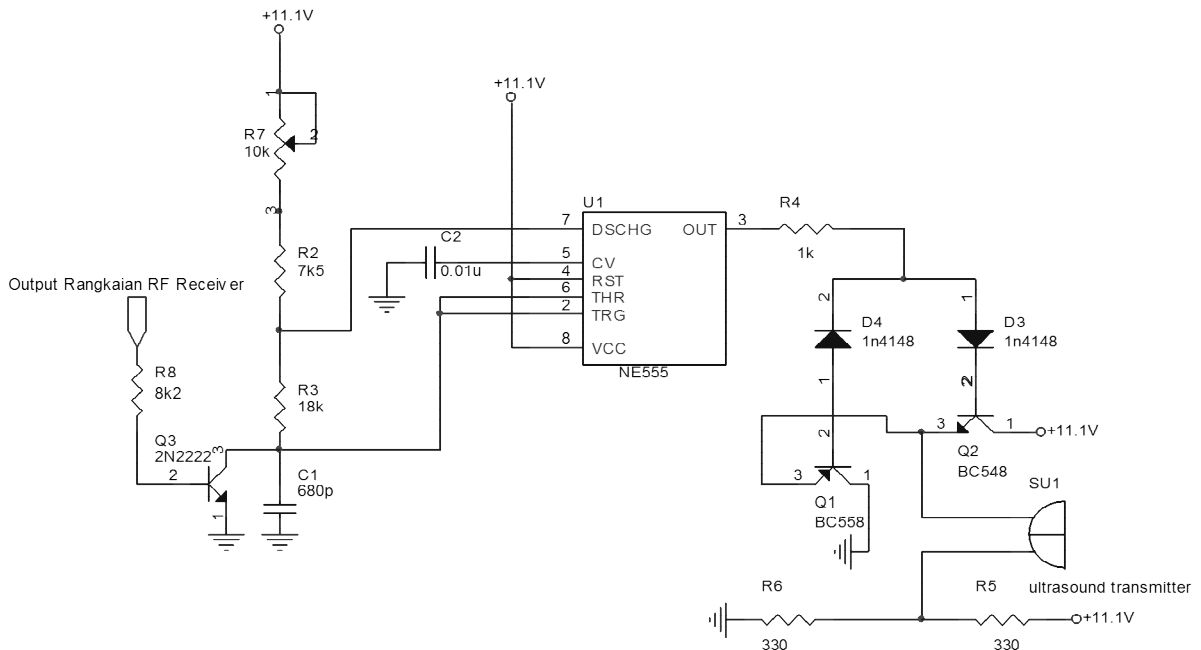 +11.1V
1
R7
10k
2
3
R2
7k5
R3
18k
Output Rangkaian RF Receiver
R8
8k2
Q3
2N2222
3
2
1
C1
680p
+11.1V
C2
0.01u
U1
7
DSCHG
OUT
3
5
CV
4
RST
6
THR
2
TRG
8
VCC
NE555
R4
1k
2
D4
1n4148
1
1
D3
1n4148
2
2
3
1
Q1
BC558
3
1
+11.1V
Q2
BC548
SU1
ultrasound transmitter
R6
330
R5
330
+11.1V